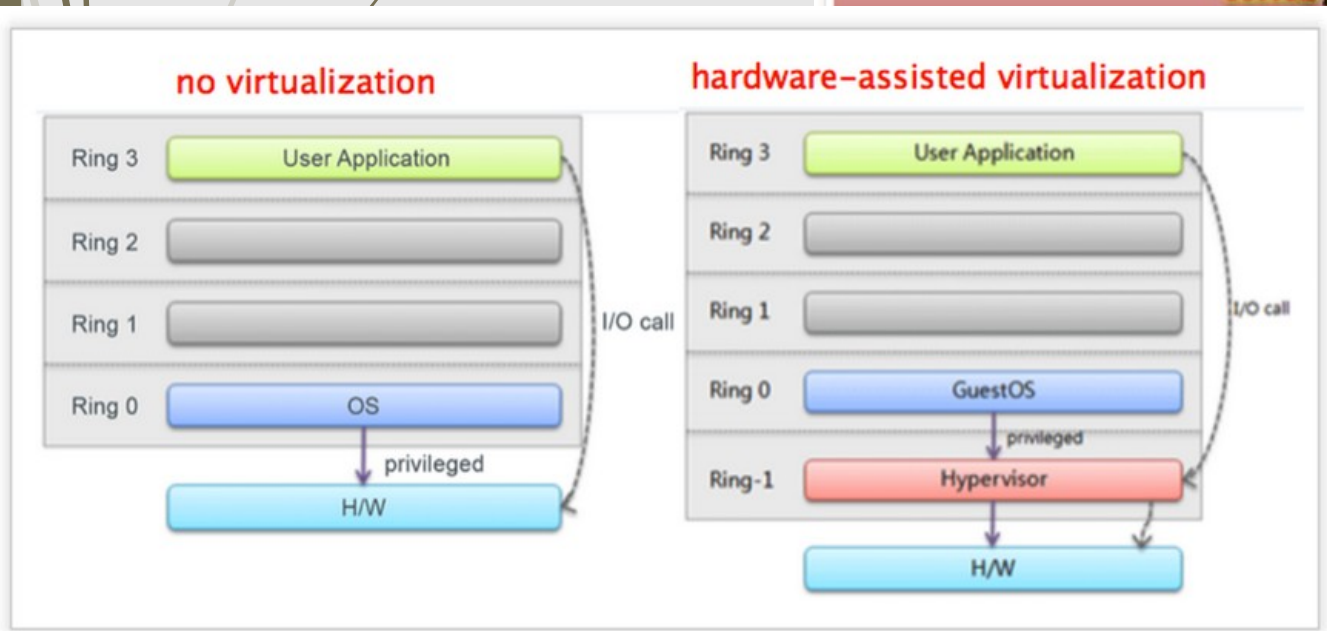 no virtualization
Ring 3
User Application
Ring 2
Ring 1
I/O call
Ring 0
OS
privileged
H/W
hardware-assisted virtualization
Ring 3
User Application
Ring 2
Ring 1
I/O call
Ring 0
GuestOS
privileged
Ring-1
Hypervisor
H/W